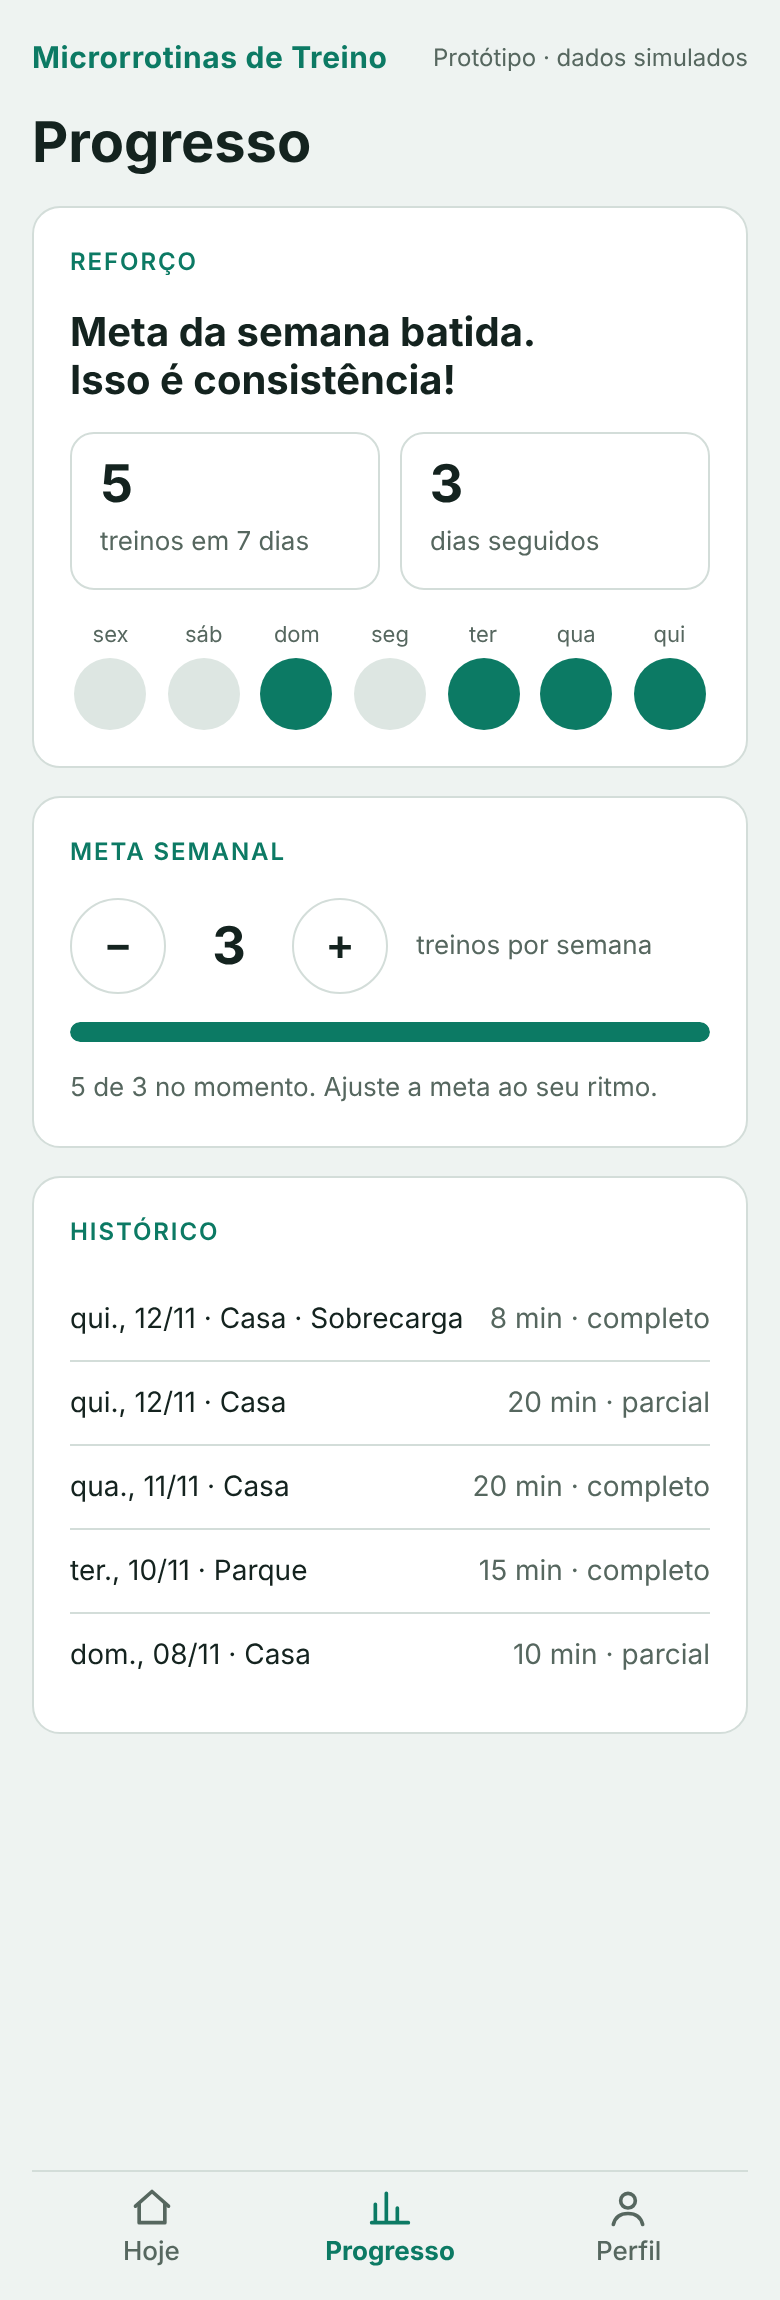 Microrrotinas de Treino
Protótipo · dados simulados
Progresso
REFORÇO
Meta da semana batida.
Isso é consistência!
5
treinos em 7 dias
3
dias seguidos
sex sáb dom seg ter qua qui
META SEMANAL
− 3 + treinos por semana
5 de 3 no momento. Ajuste a meta ao seu ritmo.
HISTÓRICO
qui., 12/11 · Casa · Sobrecarga 8 min · completo
qui., 12/11 · Casa 20 min · parcial
qua., 11/11 · Casa 20 min · completo
ter., 10/11 · Parque 15 min · completo
dom., 08/11 · Casa 10 min · parcial
Hoje Progresso Perfil